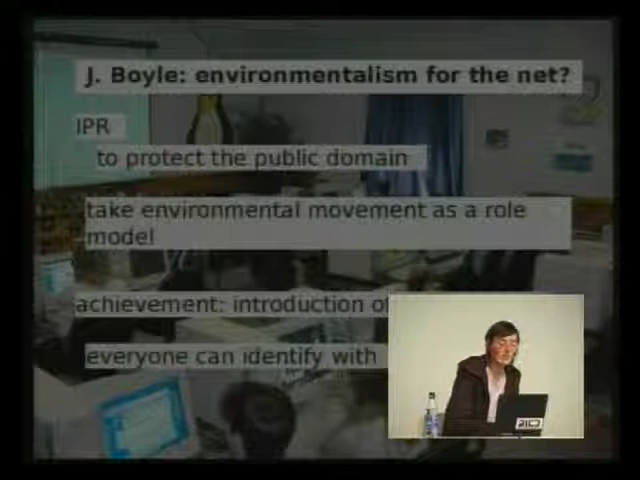 J. Boyle: environmentalism for the net?
IPR
to protect the public domain
take environmental movement as a role
model
achievement: introduction of
everyone can identify with